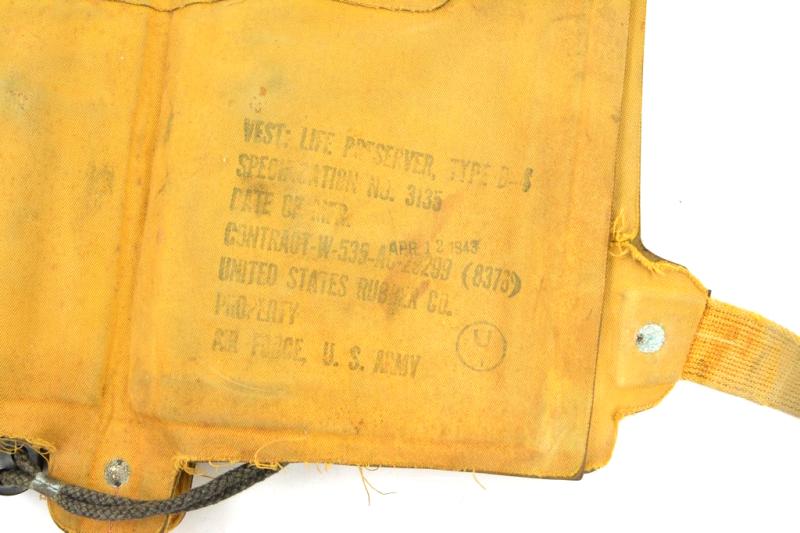 VEST: LIFE PRESERVER, TYPE B-4
SPECIFICATION NO. 3135
DATE OF MFR.
APR 12 1943
CONTRACT-W-535-AC-28299 (8378)
UNITED STATES RUBBER CO.
PROPERTY
AIR FORCE, U. S. ARMY
U